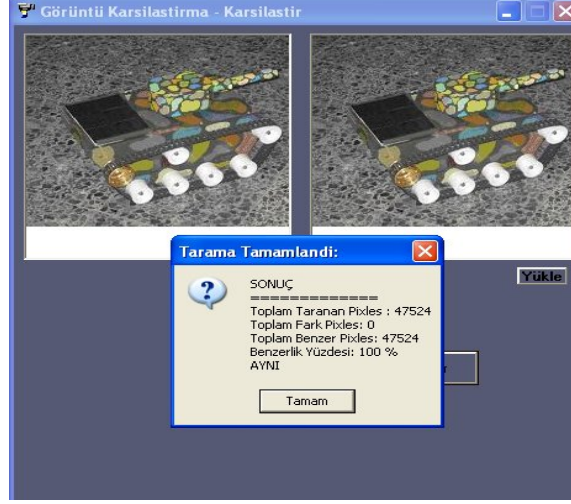 Görüntü Karsilastirma - Karsilastir
Tarama Tamamlandi:
SONUÇ
=============
Toplam Taranan Pixles : 47524
Toplam Fark Pixles: 0
Toplam Benzer Pixles: 47524
Benzerlik Yüzdesi: 100 %
AYNI
Tamam
Yükle